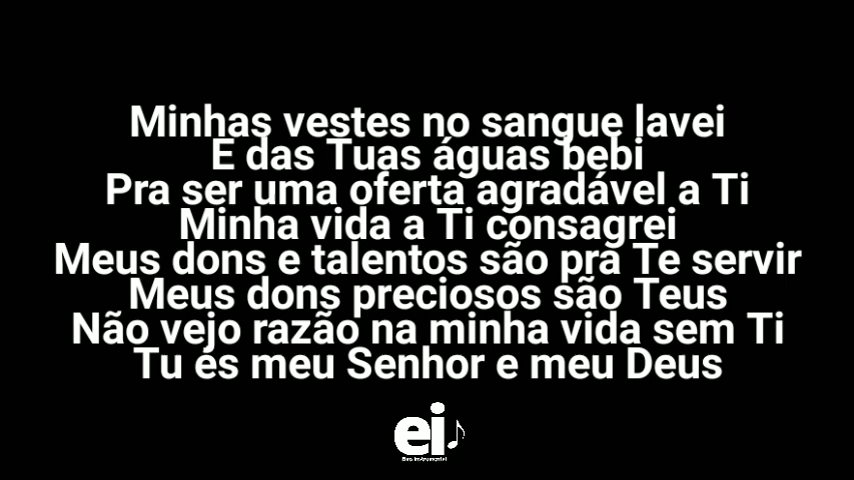 Minhas vestes no sangue lavei
E das Tuas águas bebi
Pra ser uma oferta agradável a Ti
Minha vida a Ti consagrei
Meus dons e talentos são pra Te servir
Meus dons preciosos são Teus
Não vejo razão na minha vida sem Ti
Tu és meu Senhor e meu Deus
ei